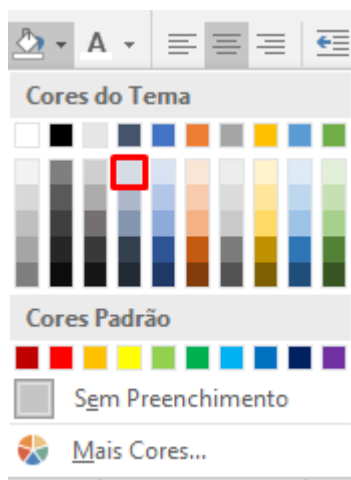 A
Cores do Tema
Cores Padrão
Sem Preenchimento
Mais Cores...